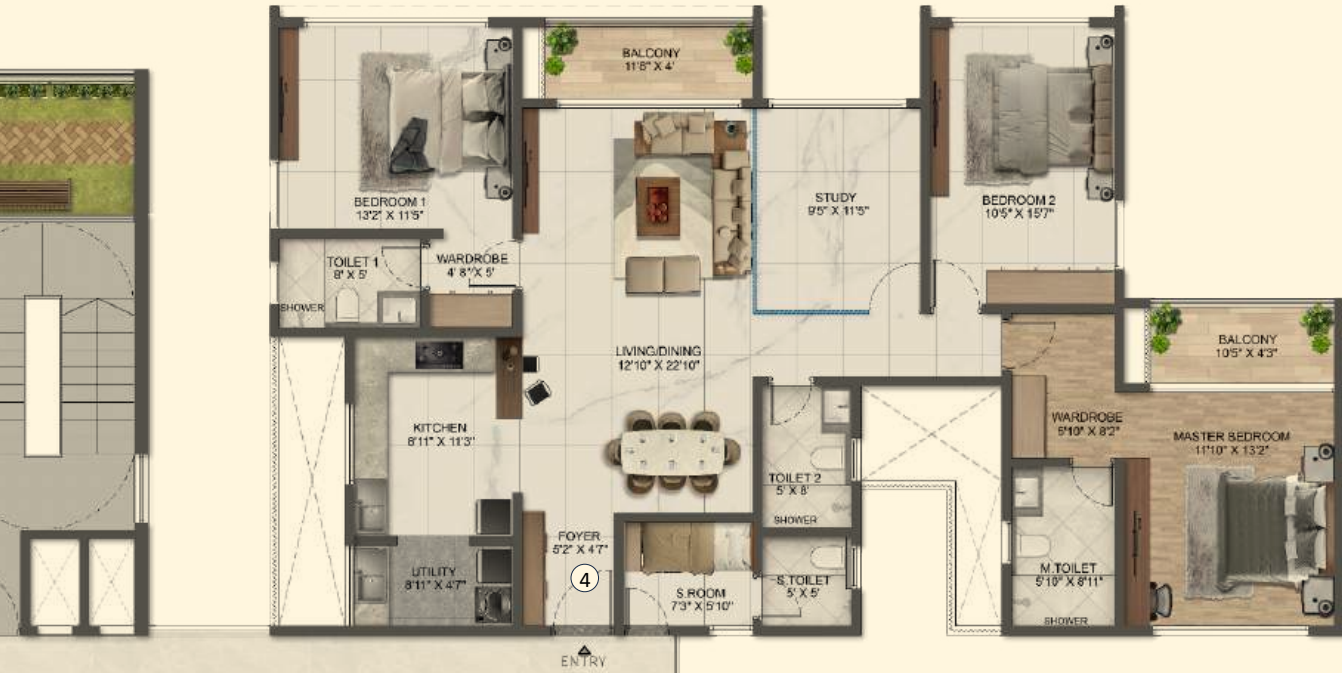 BALCONY
11'8" X 4'
BEDROOM 1
13'2" X 11'5"
STUDY
9'5" X 11'5"
BEDROOM 2
10'5" X 15'7"
TOILET 1
8' X 5'
SHOWER
WARDROBE
4' 8" X 5'
LIVING/DINING
12'10" X 22'10"
BALCONY
10'5" X 4'3"
KITCHEN
8'11" X 11'3"
WARDROBE
5'10" X 8'2"
MASTER BEDROOM
11'10" X 13'2"
TOILET 2
5' X 8'
SHOWER
FOYER
5'2" X 4'7"
4
UTILITY
8'11" X 4'7"
S.ROOM
7'3" X 5'10"
S.TOILET
5' X 5'
M.TOILET
5'10" X 8'11"
SHOWER
ENTRY